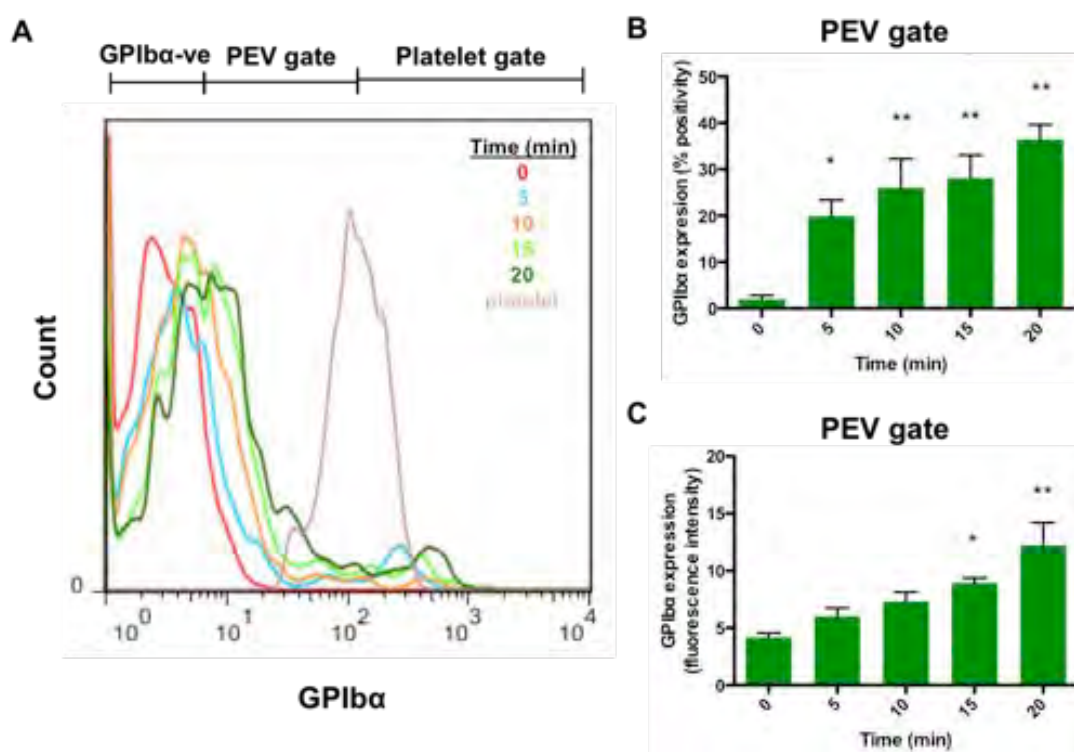 A
GPIbα-ve PEV gate Platelet gate
Time (min)
0
5
10
15
20
platelet
Count
0
10^0 10^1 10^2 10^3 10^4
GPIbα
B
PEV gate
GPIbα expresion (% positivity)
50
40
30
20
10
0
* ** ** **
0 5 10 15 20
Time (min)
C
PEV gate
GPIbα expression
(fluorescence intensity)
20
15
10
5
0
* **
0 5 10 15 20
Time (min)